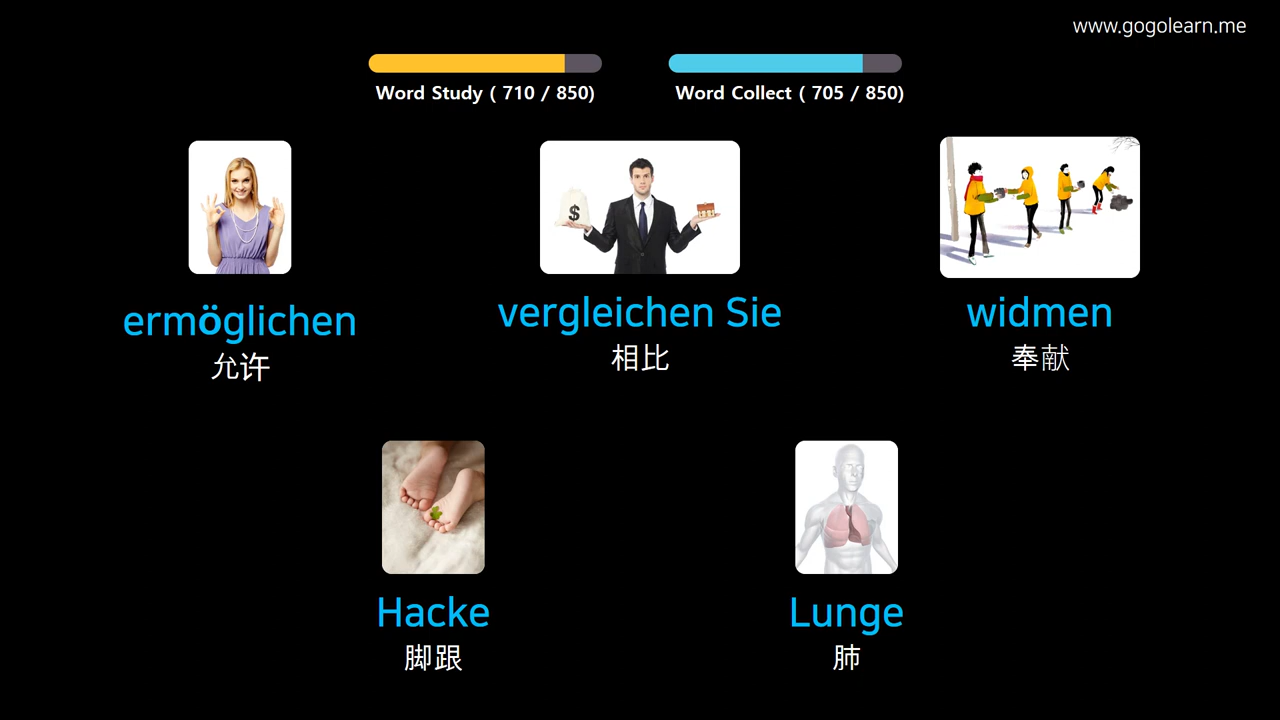 www.gogolearn.me
Word Study ( 710 / 850)
Word Collect ( 705 / 850)
ermöglichen
允许
vergleichen Sie
相比
widmen
奉献
Hacke
脚跟
Lunge
肺